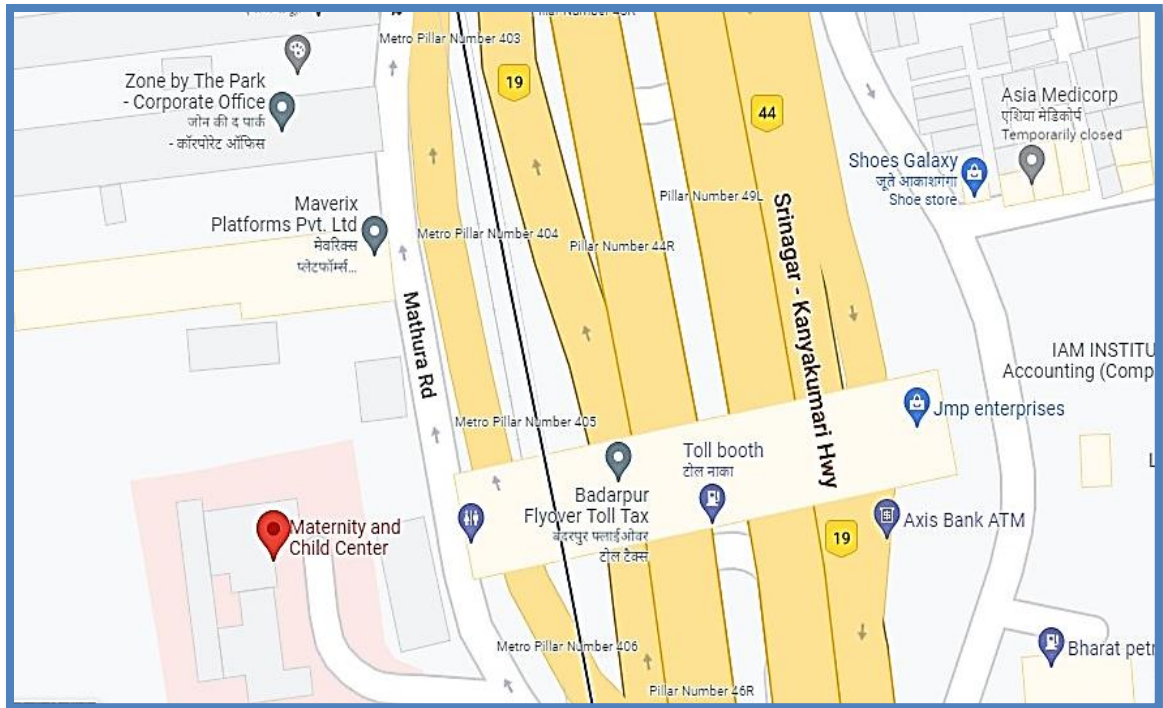 Metro Pillar Number 403
Zone by The Park
- Corporate Office
जोन की द पार्क
- कॉरपोरेट ऑफिस
19
44
Asia Medicorp
एशिया मेडिकोर्प
Temporarily closed
Shoes Galaxy
जूते आकाशगंगा
Shoe store
Maverix
Platforms Pvt. Ltd
मेवरिक्स
प्लेटफॉर्म्स...
Metro Pillar Number 404
Pillar Number 44R
Pillar Number 49L
Srinagar - Kanyakumari Hwy
Mathura Rd
IAM INSTITU
Accounting (Comp
Metro Pillar Number 405
Jmp enterprises
Toll booth
टोल नाका
Badarpur
Flyover Toll Tax
बदरपुर फ्लाईओवर
टोल टैक्स
Maternity and
Child Center
Axis Bank ATM
19
Metro Pillar Number 406
Bharat petr
Pillar Number 46R